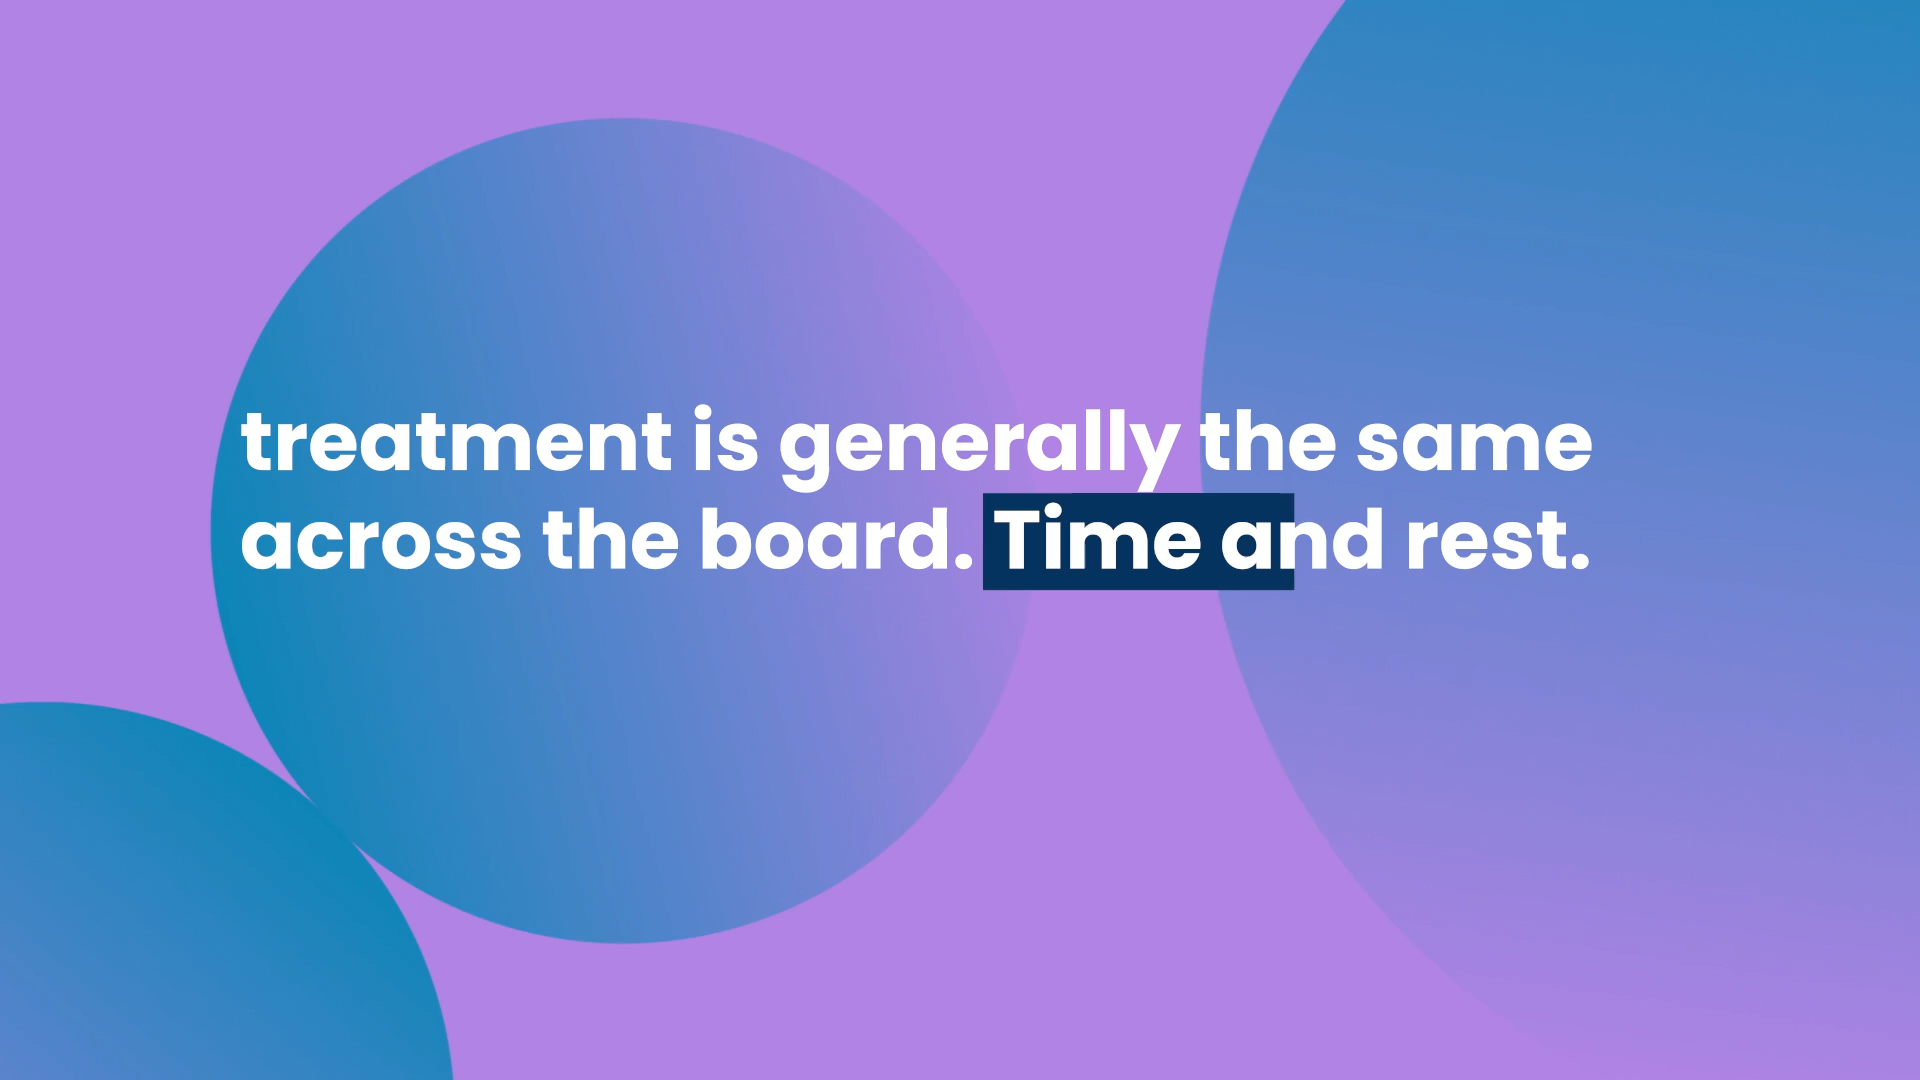 treatment is generally the same
across the board. Time and rest.